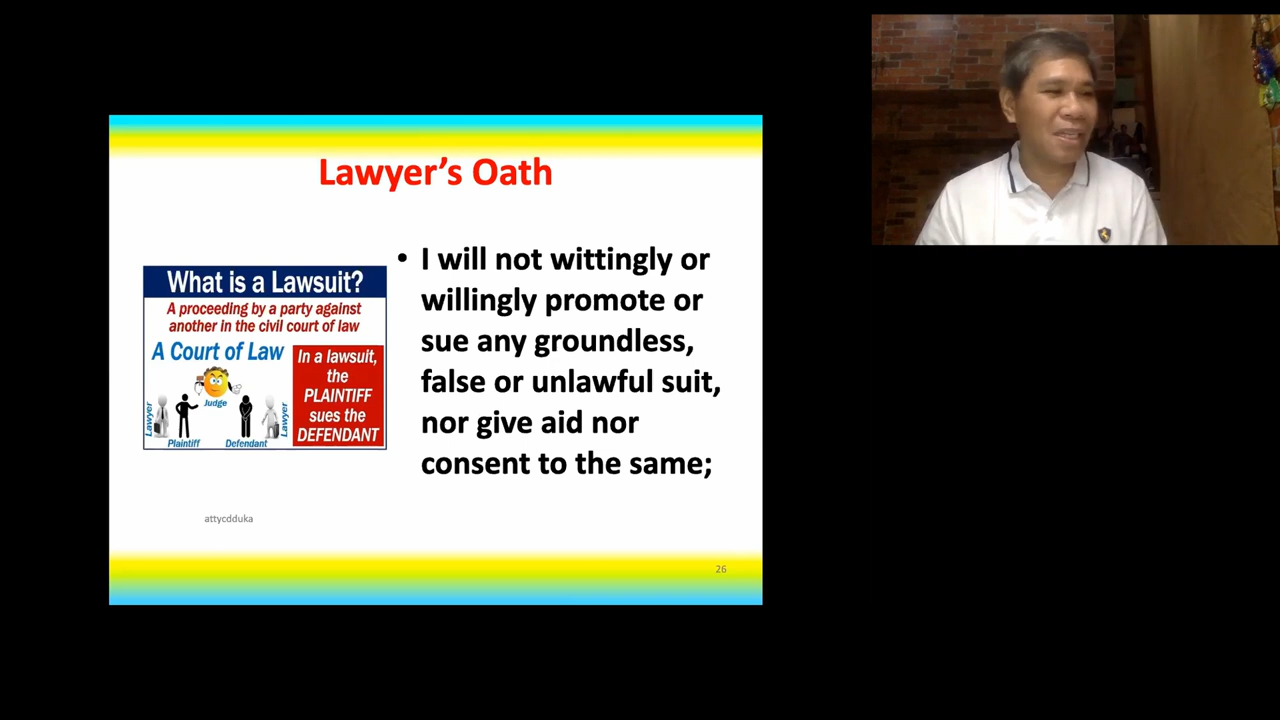 Lawyer's Oath
What is a Lawsuit?
A proceeding by a party against
another in the civil court of law
A Court of Law
In a lawsuit,
the
PLAINTIFF
sues the
DEFENDANT
Judge
Lawyer
Plaintiff
Defendant
Lawyer
• I will not wittingly or
willingly promote or
sue any groundless,
false or unlawful suit,
nor give aid nor
consent to the same;
attycdduka
26